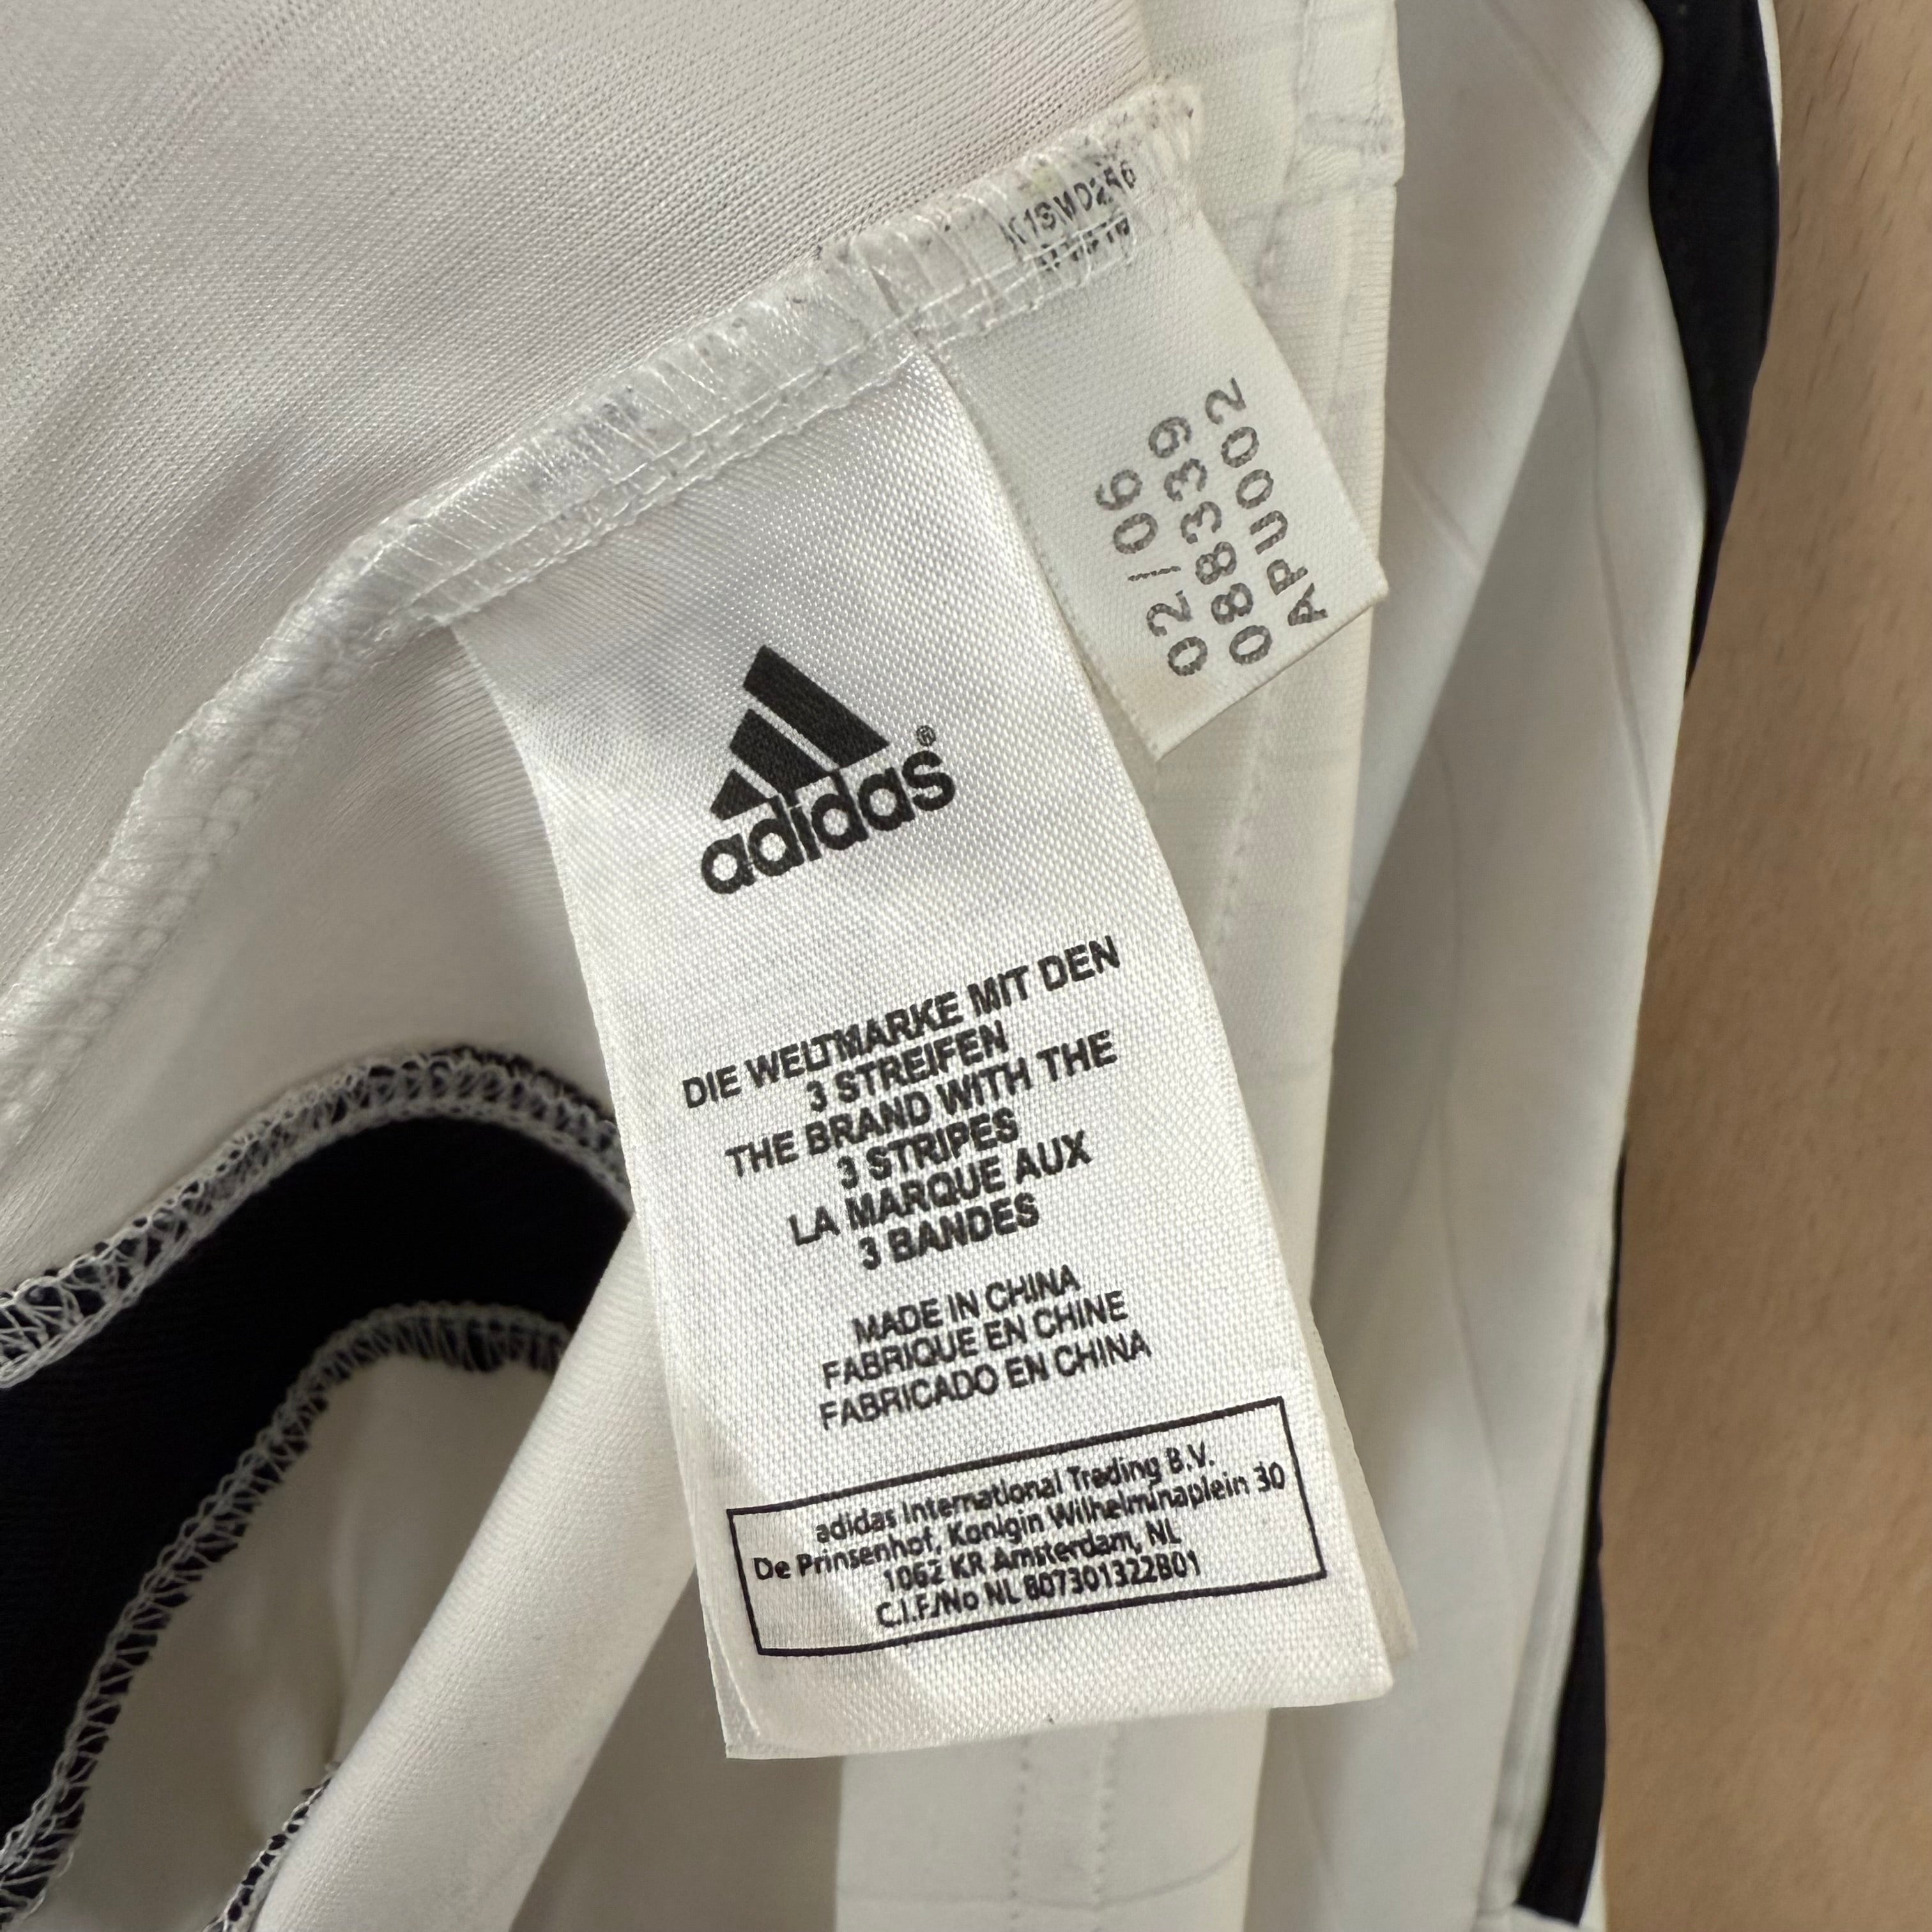 02/06
088339
APU002
adidas®
DIE WELTMARKE MIT DEN
3 STREIFEN
THE BRAND WITH THE
3 STRIPES
LA MARQUE AUX
3 BANDES
MADE IN CHINA
FABRIQUE EN CHINE
FABRICADO EN CHINA
adidas International Trading B.V.
De Prinsenhof, Konigin Wilhelminaplein 30
1062 KR Amsterdam, NL
C.I.F/No NL 807301322B01